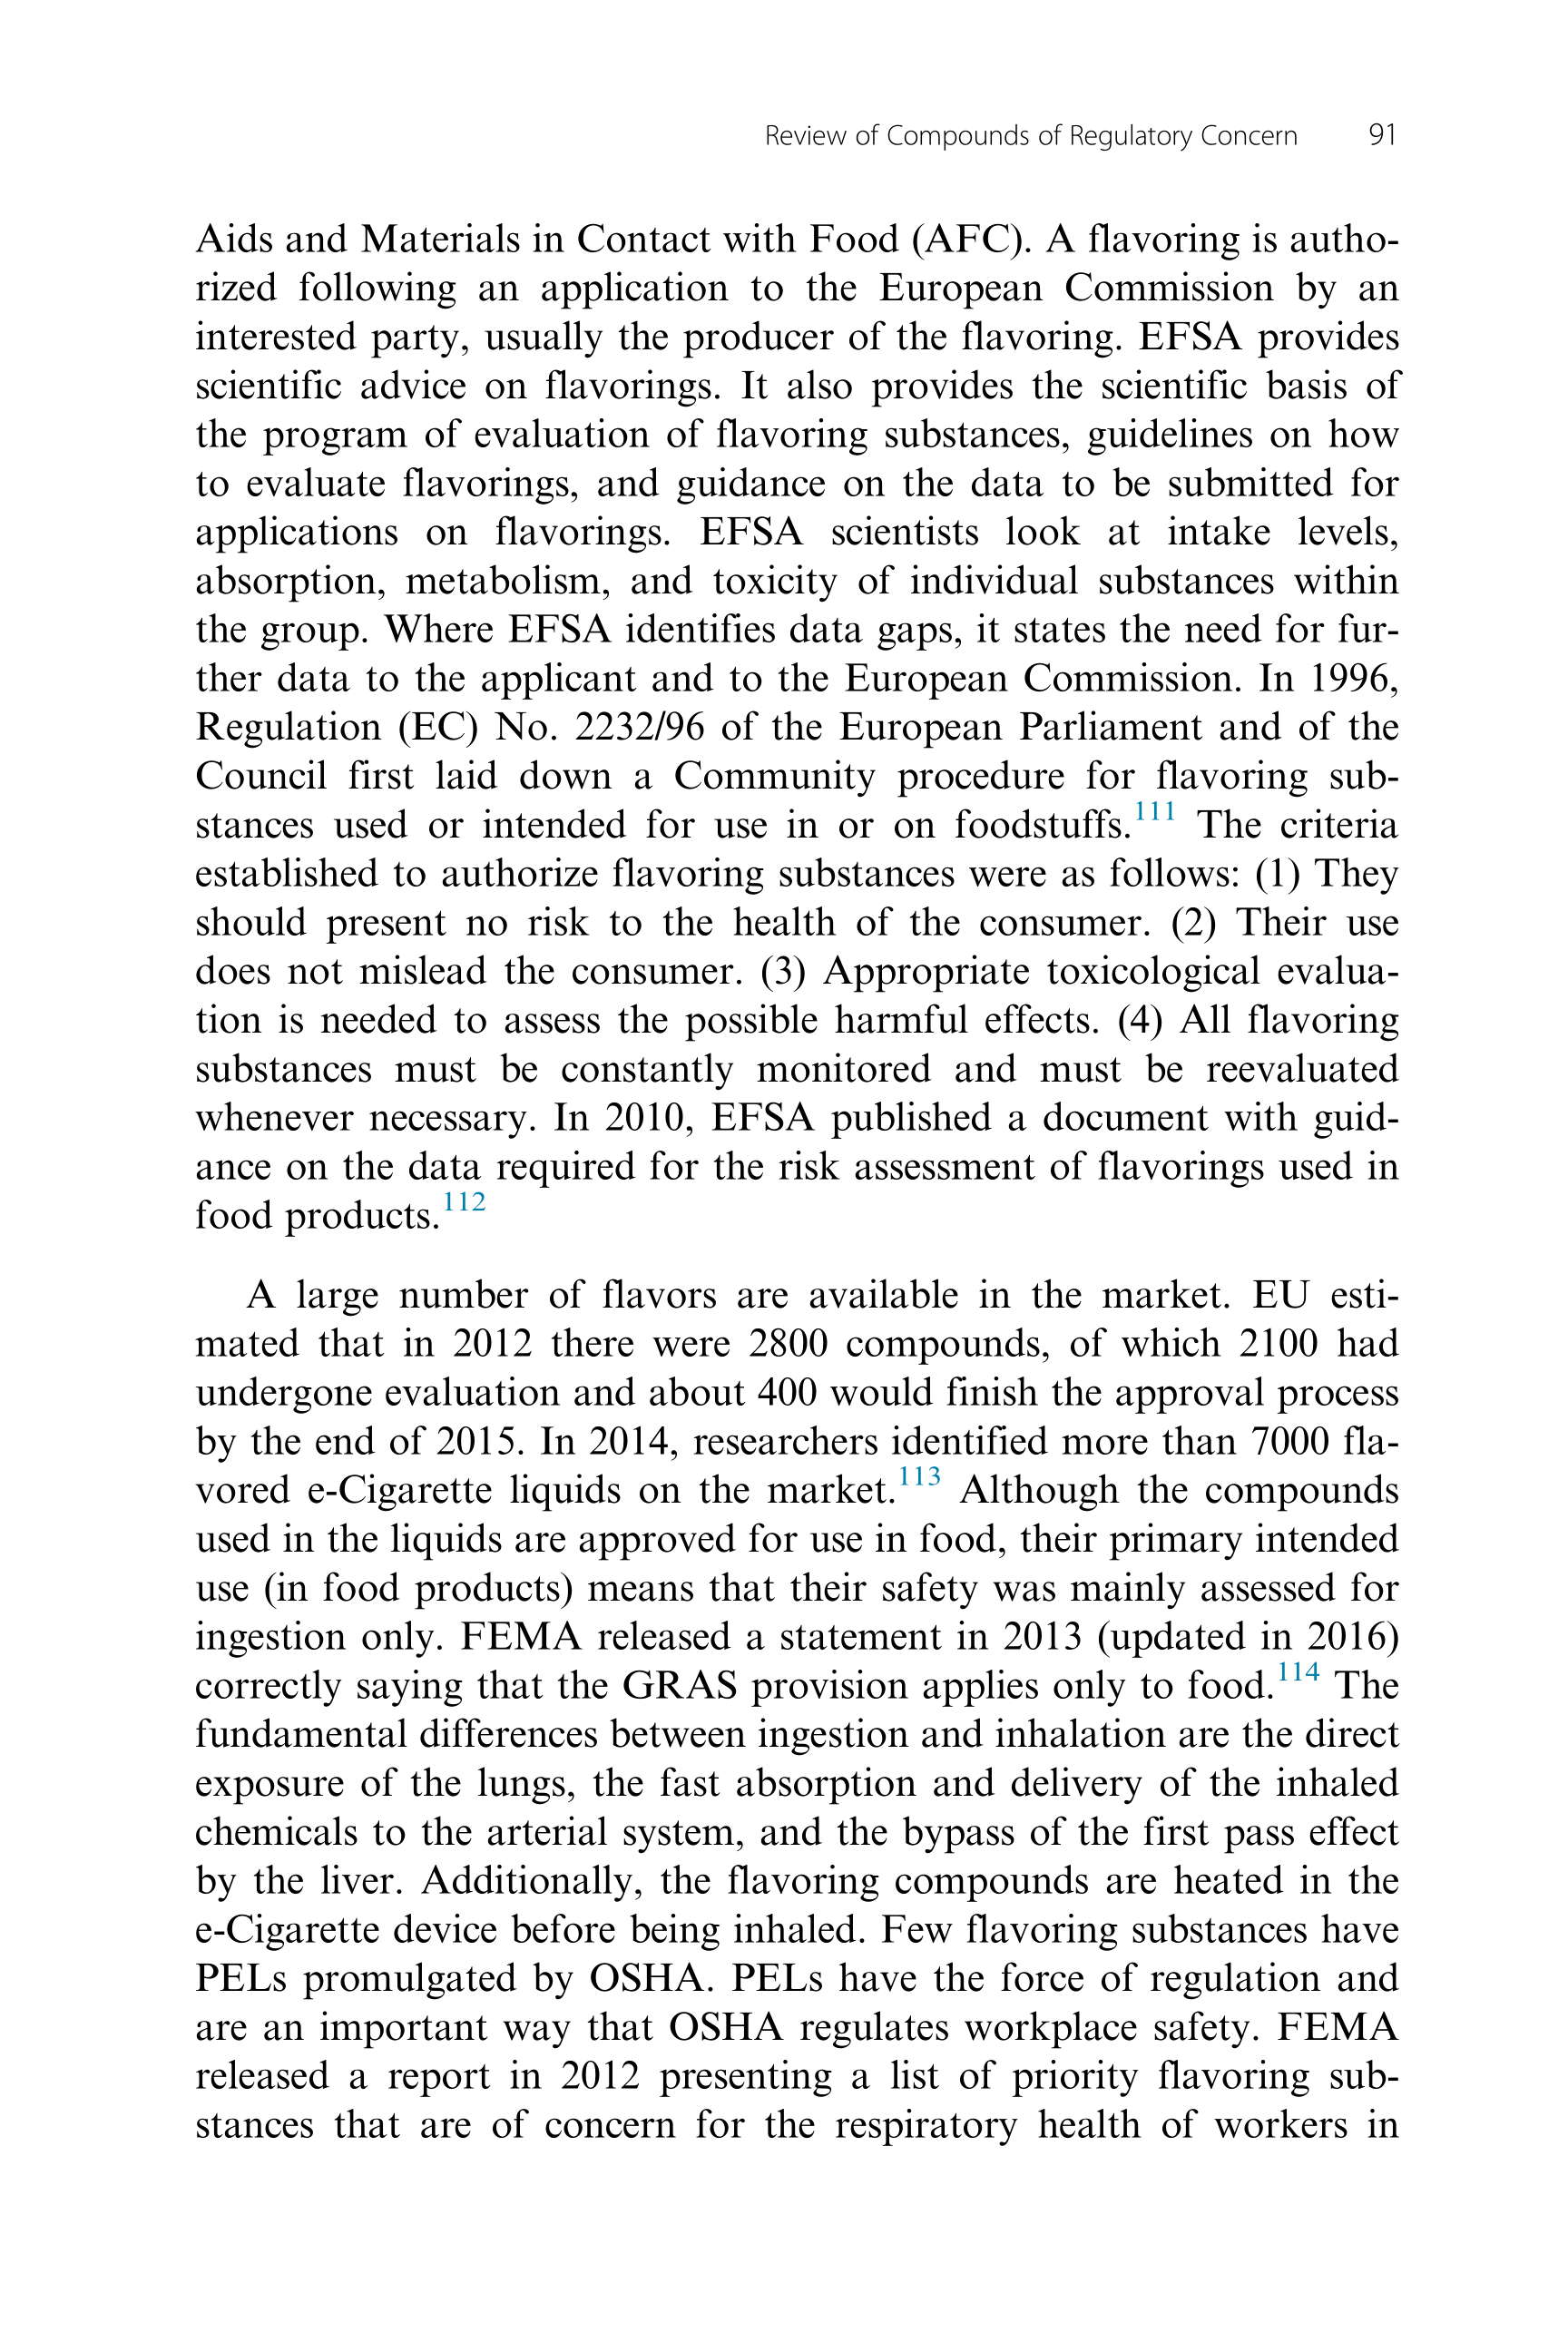 Review of Compounds of Regulatory Concern 91
Aids and Materials in Contact with Food (AFC). A flavoring is autho-
rized following an application to the European Commission by an
interested party, usually the producer of the flavoring. EFSA provides
scientific advice on flavorings. It also provides the scientific basis of
the program of evaluation of flavoring substances, guidelines on how
to evaluate flavorings, and guidance on the data to be submitted for
applications on flavorings. EFSA scientists look at intake levels,
absorption, metabolism, and toxicity of individual substances within
the group. Where EFSA identifies data gaps, it states the need for fur-
ther data to the applicant and to the European Commission. In 1996,
Regulation (EC) No. 2232/96 of the European Parliament and of the
Council first laid down a Community procedure for flavoring sub-
stances used or intended for use in or on foodstuffs.111 The criteria
established to authorize flavoring substances were as follows: (1) They
should present no risk to the health of the consumer. (2) Their use
does not mislead the consumer. (3) Appropriate toxicological evalua-
tion is needed to assess the possible harmful effects. (4) All flavoring
substances must be constantly monitored and must be reevaluated
whenever necessary. In 2010, EFSA published a document with guid-
ance on the data required for the risk assessment of flavorings used in
food products.112
A large number of flavors are available in the market. EU esti-
mated that in 2012 there were 2800 compounds, of which 2100 had
undergone evaluation and about 400 would finish the approval process
by the end of 2015. In 2014, researchers identified more than 7000 fla-
vored e-Cigarette liquids on the market.113 Although the compounds
used in the liquids are approved for use in food, their primary intended
use (in food products) means that their safety was mainly assessed for
ingestion only. FEMA released a statement in 2013 (updated in 2016)
correctly saying that the GRAS provision applies only to food.114 The
fundamental differences between ingestion and inhalation are the direct
exposure of the lungs, the fast absorption and delivery of the inhaled
chemicals to the arterial system, and the bypass of the first pass effect
by the liver. Additionally, the flavoring compounds are heated in the
e-Cigarette device before being inhaled. Few flavoring substances have
PELs promulgated by OSHA. PELs have the force of regulation and
are an important way that OSHA regulates workplace safety. FEMA
released a report in 2012 presenting a list of priority flavoring sub-
stances that are of concern for the respiratory health of workers in